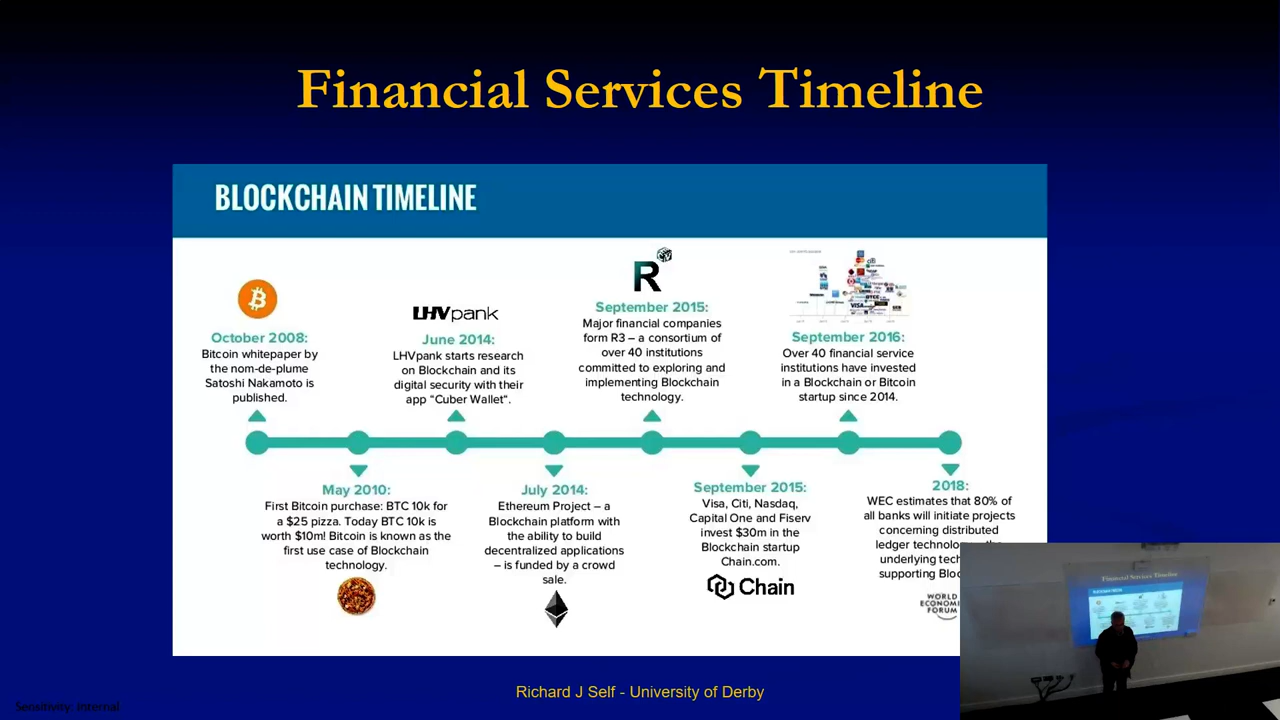 Financial Services Timeline
BLOCKCHAIN TIMELINE
October 2008:
Bitcoin whitepaper by
the nom-de-plume
Satoshi Nakamoto is
published.
LHVpank
June 2014:
LHVpank starts research
on Blockchain and its
digital security with their
app “Cuber Wallet”.
R
CV
September 2015:
Major financial companies
form R3 – a consortium of
over 40 institutions
committed to exploring and
implementing Blockchain
technology.
citi
VISA
September 2016:
Over 40 financial service
institutions have invested
in a Blockchain or Bitcoin
startup since 2014.
May 2010:
First Bitcoin purchase: BTC 10k for
a $25 pizza. Today BTC 10k is
worth $10m! Bitcoin is known as the
first use case of Blockchain
technology.
July 2014:
Ethereum Project – a
Blockchain platform with
the ability to build
decentralized applications
– is funded by a crowd
sale.
September 2015:
Visa, Citi, Nasdaq,
Capital One and Fiserv
invest $30m in the
Blockchain startup
Chain.com.
Chain
2018:
WEC estimates that 80% of
all banks will initiate projects
concerning distributed
ledger
underlying
supporting
WORLD
FORUM
Financial Services Timeline
Richard J Self - University of Derby
Sensitivity: Internal